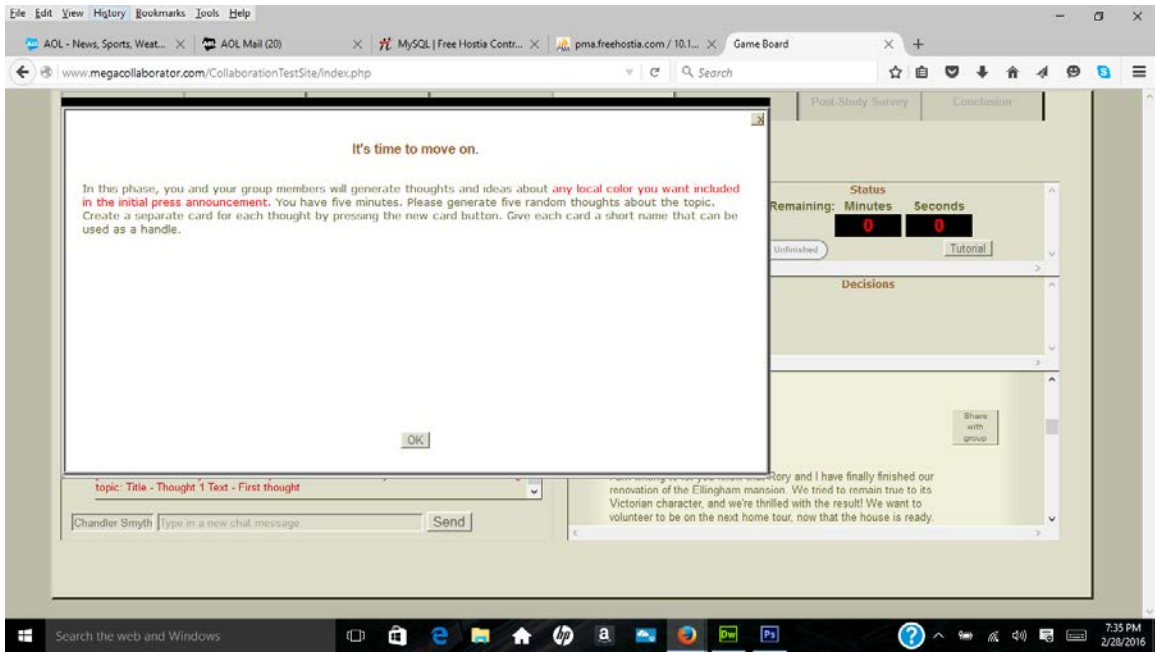 File Edit View History Bookmarks Tools Help
AOL - News, Sports, Weat... AOL Mail (20) MySQL | Free Hostia Contr... pma.freehostia.com / 10.1... Game Board
www.megacollaborator.com/CollaborationTestSite/index.php Search
Post-Study Survey Conclusion
x
It's time to move on.
In this phase, you and your group members will generate thoughts and ideas about any local color you want included
in the initial press announcement. You have five minutes. Please generate five random thoughts about the topic.
Create a separate card for each thought by pressing the new card button. Give each card a short name that can be
used as a handle.
OK
Status
Remaining: Minutes Seconds
0 0
Unfinished Tutorial
Decisions
Share
with
group
topic: Title - Thought 1 Text - First thought
Chandler Smyth Type in a new chat message Send
Rory and I have finally finished our
renovation of the Ellingham mansion. We tried to remain true to its
Victorian character, and we're thrilled with the result! We want to
volunteer to be on the next home tour, now that the house is ready.
Search the web and Windows
hp a Dw Ps
7:35 PM
2/28/2016